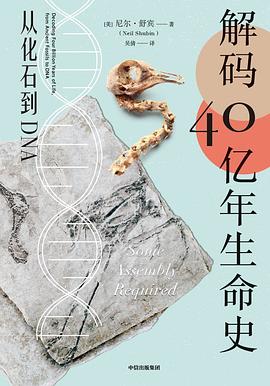 [美] 尼尔·舒宾——著
(Neil Shubin)
吴倩——译
解码40亿年生命史
从化石到DNA
Decoding Four Billion Years of Life,
from Ancient Fossils to DNA
Some
Assembly
Required
中信出版集团